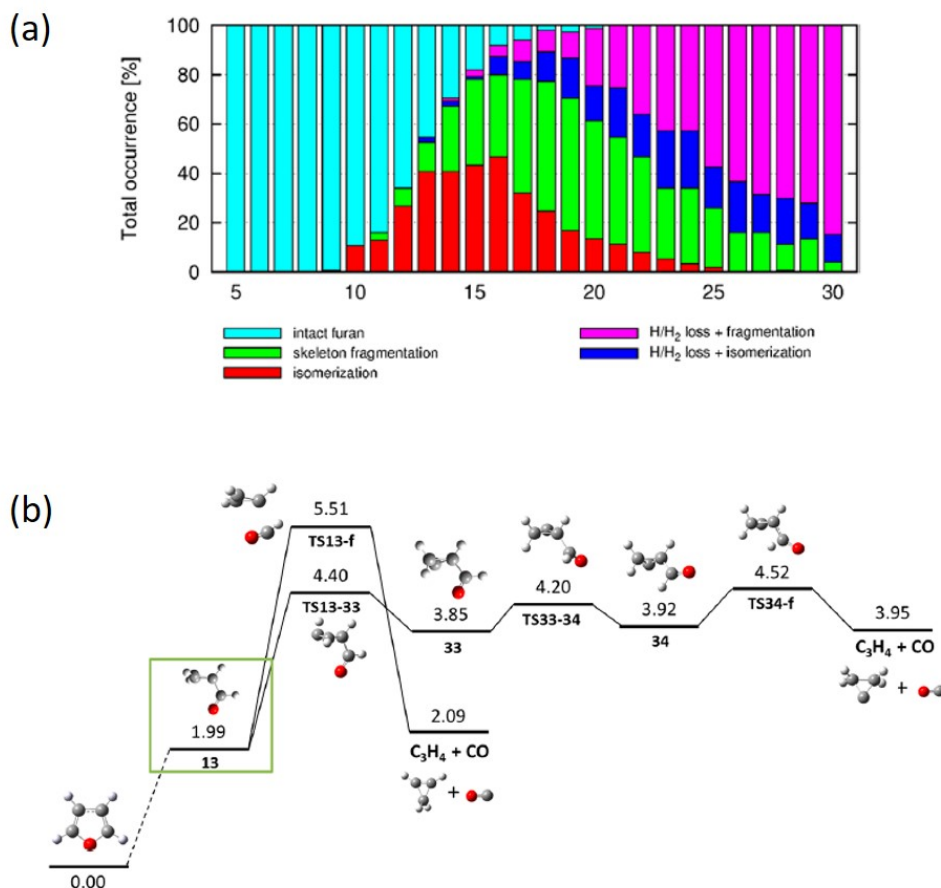 (a)
Total occurrence [%]
100
80
60
40
20
0
5 10 15 20 25 30
intact furan
skeleton fragmentation
isomerization
H/H₂ loss + fragmentation
H/H₂ loss + isomerization
(b)
5.51
TS13-f
4.40
TS13-33
3.85
33
4.20
TS33-34
3.92
34
4.52
TS34-f
3.95
C₃H₄ + CO
+
1.99
13
2.09
C₃H₄ + CO
+
0.00